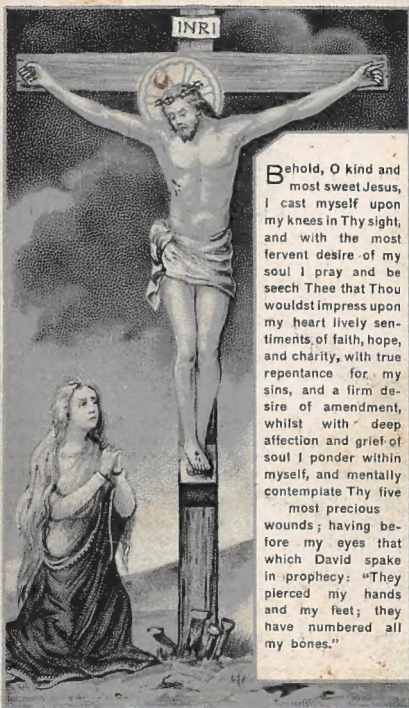 INRI
Behold, O kind and
most sweet Jesus,
I cast myself upon
my knees in Thy sight,
and with the most
fervent desire of my
soul I pray and be
seech Thee that Thou
wouldst impress upon
my heart lively sen-
timents of faith, hope,
and charity, with true
repentance for my
sins, and a firm de-
sire of amendment,
whilst with deep
affection and grief of
soul I ponder within
myself, and mentally
contemplate Thy five
most precious
wounds; having be-
fore my eyes that
which David spake
in prophecy: "They
pierced my hands
and my feet; they
have numbered all
my bones."